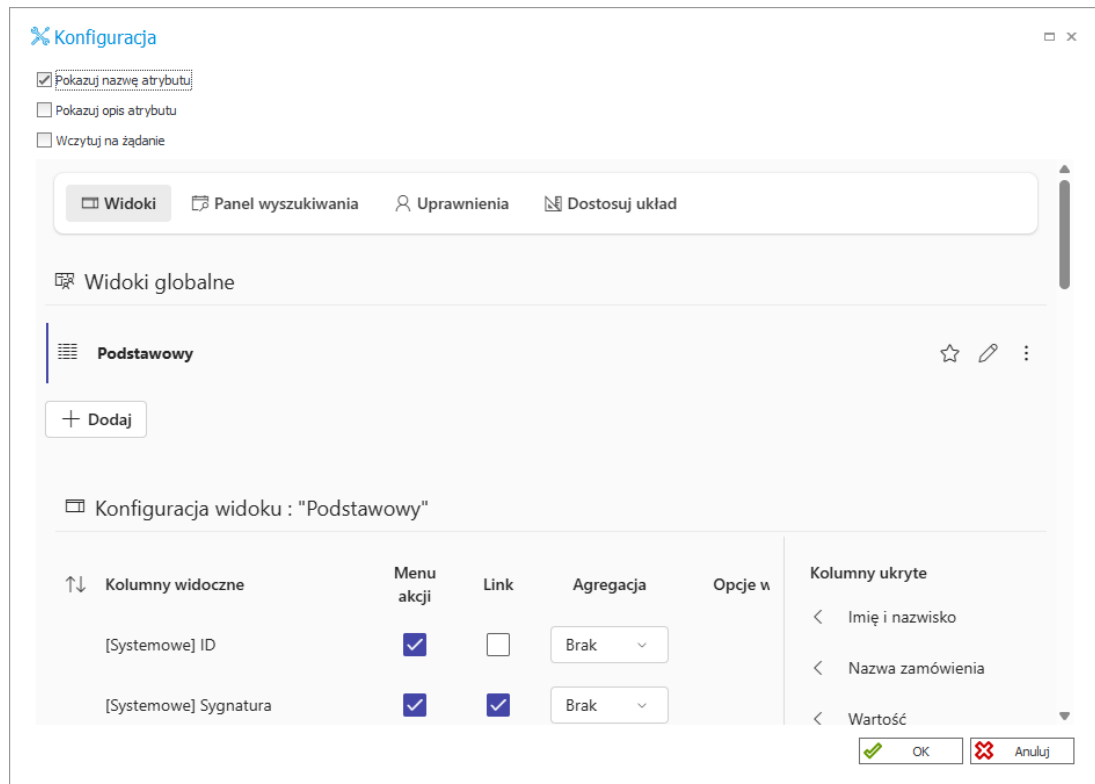 Konfiguracja
Pokazuj nazwę atrybutu
Pokazuj opis atrybutu
Wczytuj na żądanie
Widoki Panel wyszukiwania Uprawnienia Dostosuj układ
Widoki globalne
Podstawowy
Dodaj
Konfiguracja widoku : "Podstawowy"
Kolumny widoczne Menu akcji Link Agregacja Opcje w
[Systemowe] ID Brak
[Systemowe] Sygnatura Brak
Kolumny ukryte
Imię i nazwisko
Nazwa zamówienia
Wartość
OK Anuluj